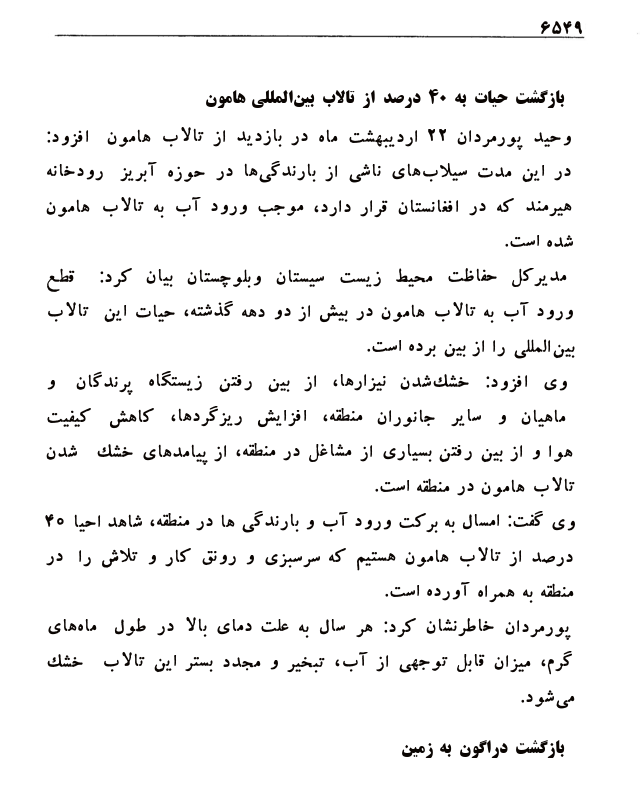 ۶۵۴۹
بازگشت حیات به ۴۰ درصد از تالاب بین‌المللی هامون
وحید پورمردان ۲۲ اردیبهشت ماه در بازدید از تالاب هامون افزود:
در این مدت سیلاب‌های ناشی از بارندگی‌ها در حوزه آبریز رودخانه
هیرمند که در افغانستان قرار دارد، موجب ورود آب به تالاب هامون
شده است.
مدیرکل حفاظت محیط زیست سیستان وبلوچستان بیان کرد: قطع
ورود آب به تالاب هامون در بیش از دو دهه گذشته، حیات این تالاب
بین‌المللی را از بین برده است.
وی افزود: خشک‌شدن نیزارها، از بین رفتن زیستگاه پرندگان و
ماهیان و سایر جانوران منطقه، افزایش ریزگردها، کاهش کیفیت
هوا و از بین رفتن بسیاری از مشاغل در منطقه، از پیامدهای خشک شدن
تالاب هامون در منطقه است.
وی گفت: امسال به برکت ورود آب و بارندگی ها در منطقه، شاهد احیا ۴۰
درصد از تالاب هامون هستیم که سرسبزی و رونق کار و تلاش را در
منطقه به همراه آورده است.
پورمردان خاطرنشان کرد: هر سال به علت دمای بالا در طول ماه‌های
گرم، میزان قابل توجهی از آب، تبخیر و مجدد بستر این تالاب خشک
می‌شود.
بازگشت دراگون به زمین